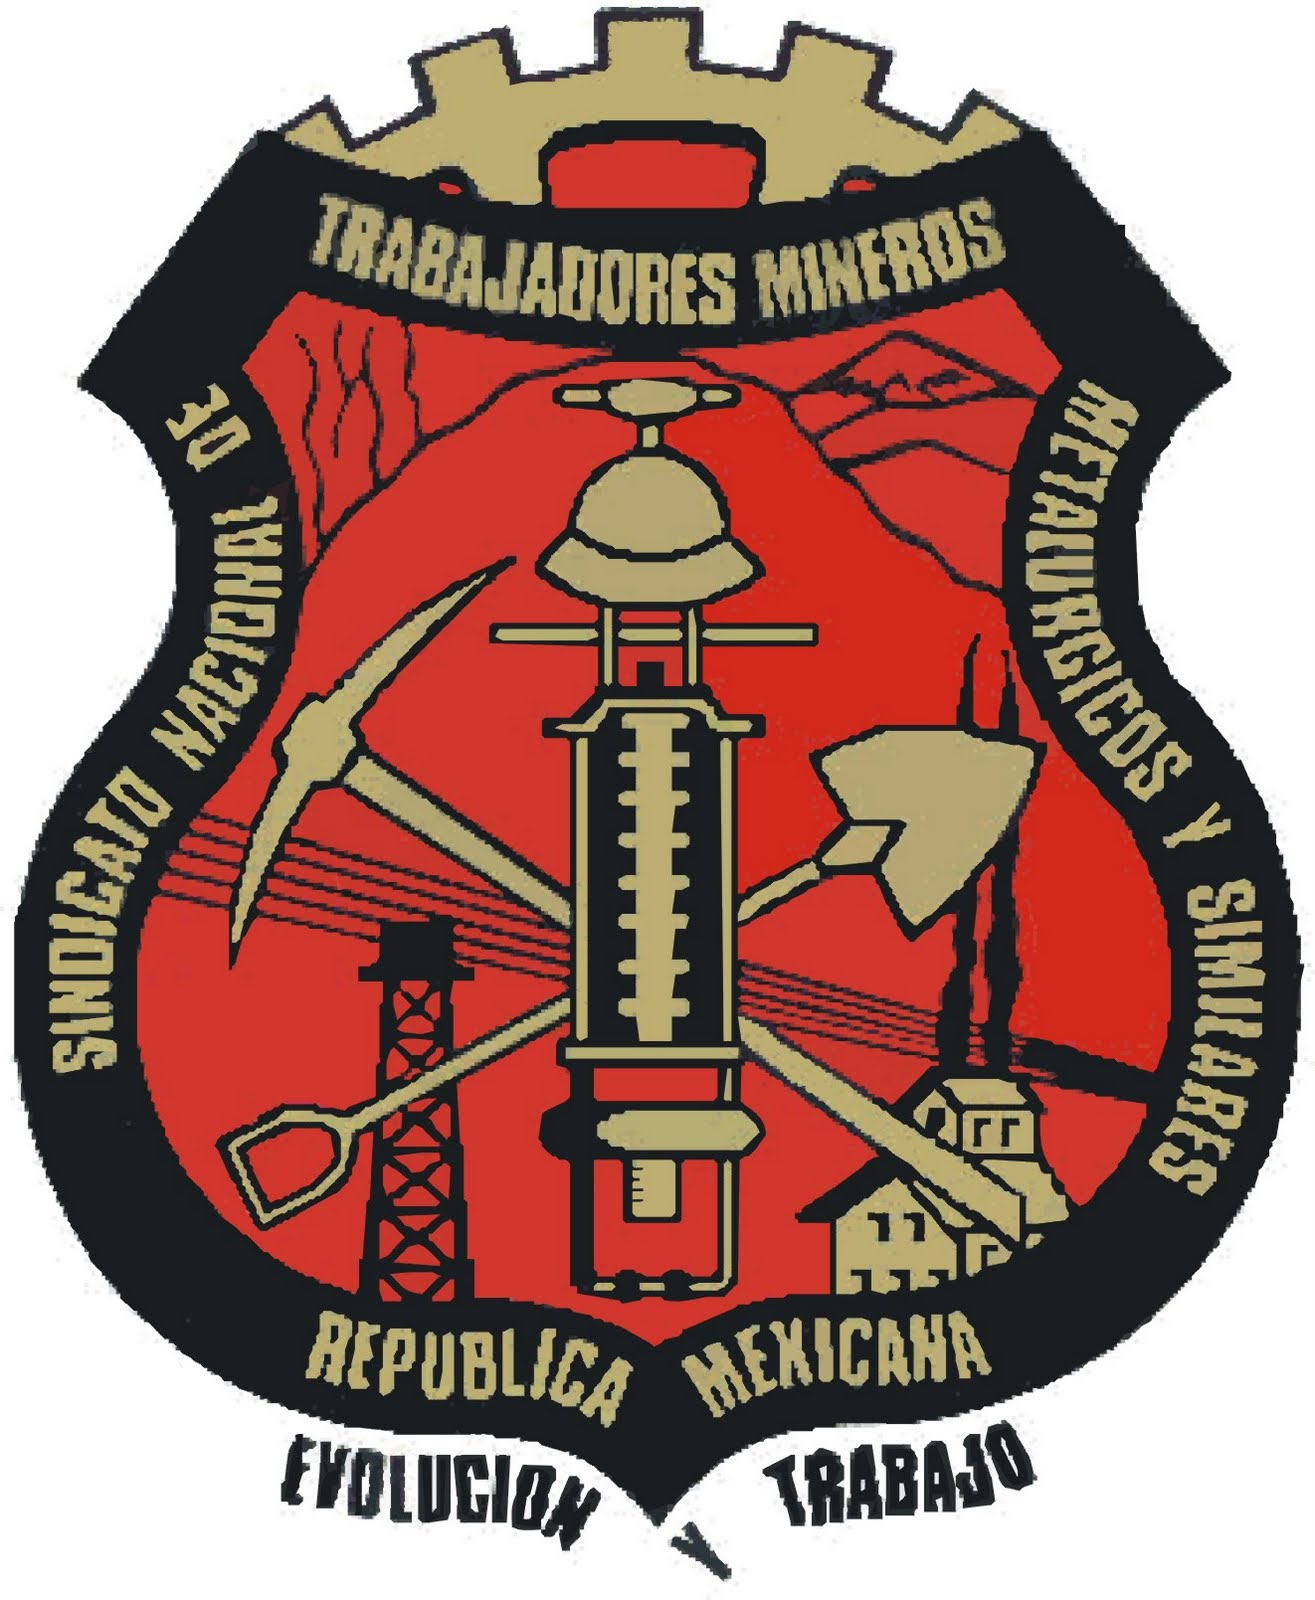 SINDICATO NACIONAL DE
TRABAJADORES MINEROS
METALURGICOS Y SIMILARES
REPUBLICA MEXICANA
EVOLUCION Y TRABAJO